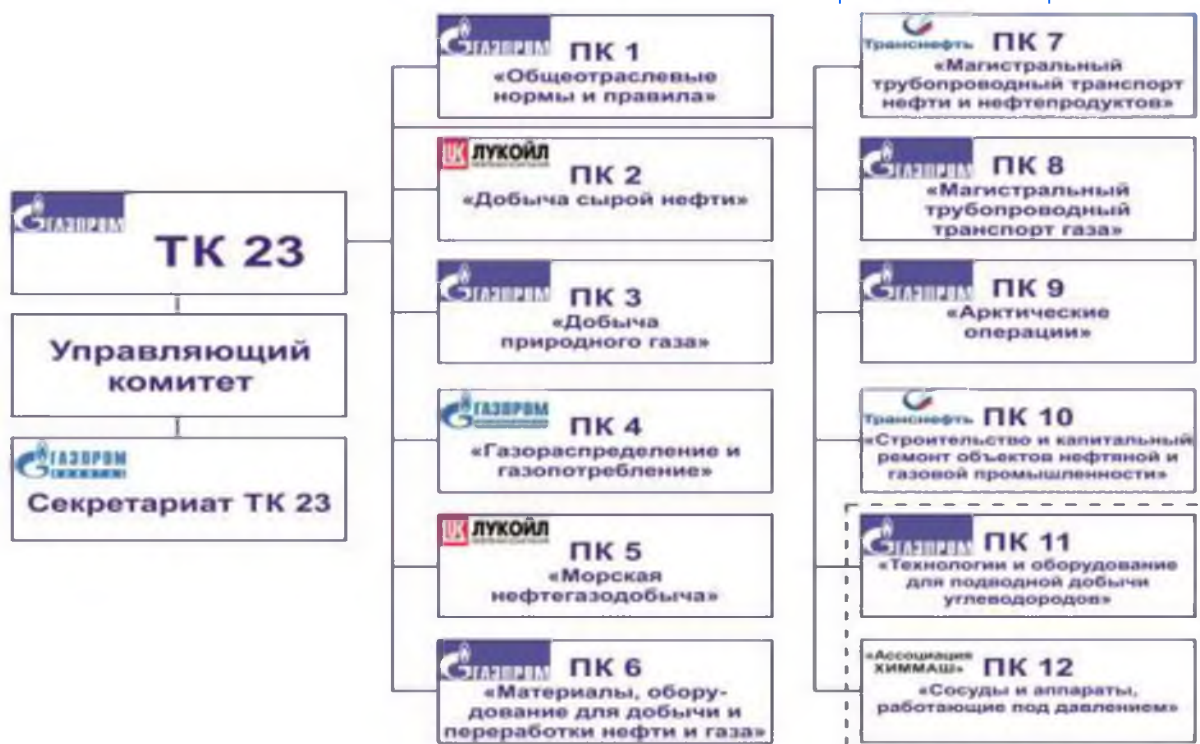 ГАЗПРОМ
ТК 23
Управляющий
комитет
ГАЗПРОМ
Секретариат ТК 23
ГАЗПРОМ
ПК 1
«Общеотраслевые
нормы и правила»
ЛУКОЙЛ
ПК 2
«Добыча сырой нефти»
ГАЗПРОМ
ПК 3
«Добыча
природного газа»
ГАЗПРОМ
ПК 4
«Газораспределение и
газопотребление»
ЛУКОЙЛ
ПК 5
«Морская
нефтегазодобыча»
ГАЗПРОМ
ПК 6
«Материалы, обору-
дование для добычи и
переработки нефти и газа»
Транснефть ПК 7
«Магистральный
трубопроводный транспорт
нефти и нефтепродуктов»
ГАЗПРОМ
ПК 8
«Магистральный
трубопроводный
транспорт газа»
ГАЗПРОМ
ПК 9
«Арктические
операции»
Транснефть ПК 10
«Строительство и капитальный
ремонт объектов нефтяной и
газовой промышленности»
ГАЗПРОМ
ПК 11
«Технологии и оборудование
для подводной добычи
углеводородов»
«Ассоциация
ХИММАШ» ПК 12
«Сосуды и аппараты,
работающие под давлением»